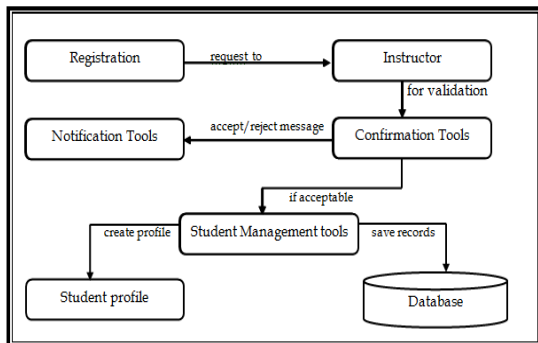 Registration
request to
Instructor
for validation
Notification Tools
accept/reject message
Confirmation Tools
if acceptable
create profile
Student Management tools
save records
Student profile
Database